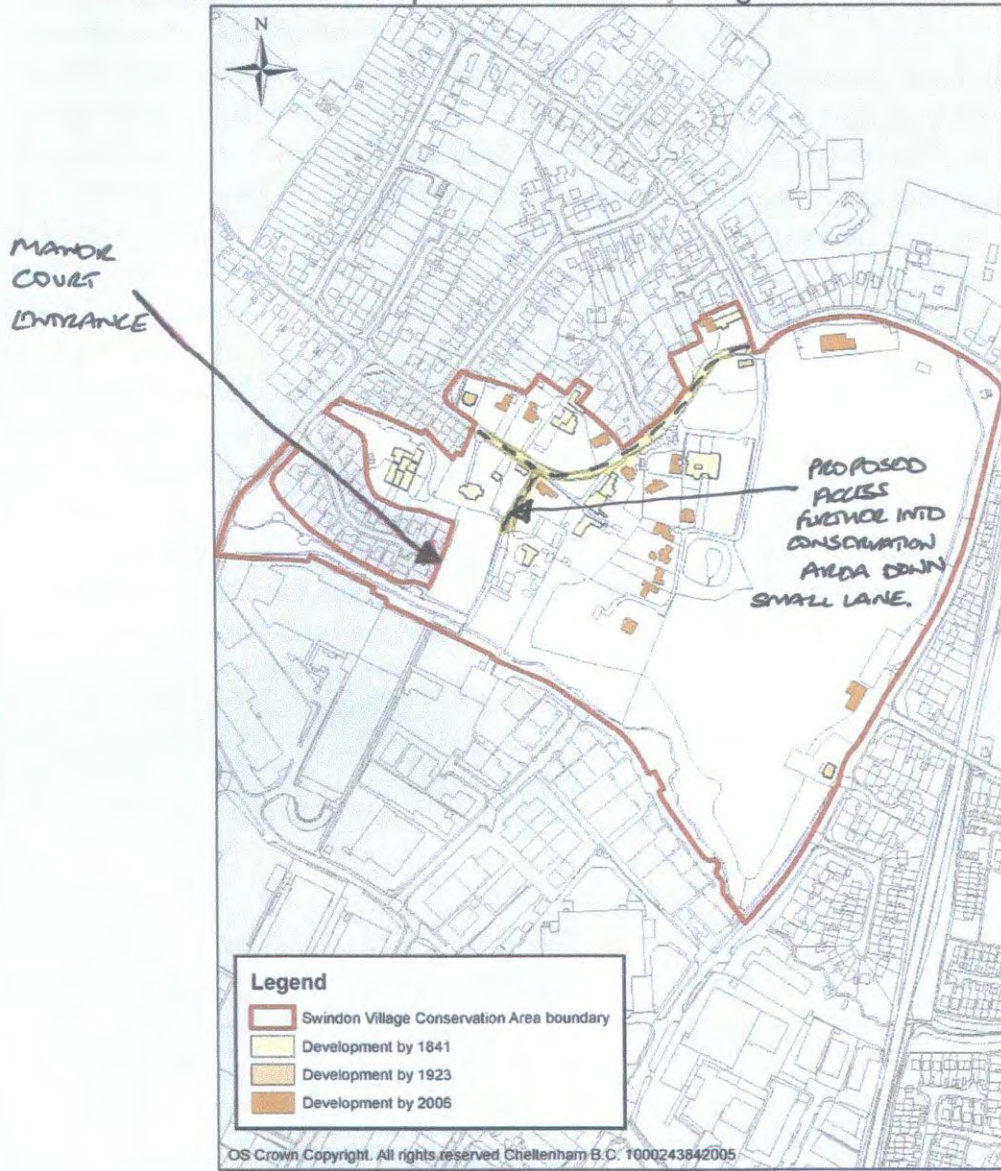 N
MANOR
COURT
ENTRANCE
PROPOSED
ACCESS
FURTHER INTO
CONSERVATION
AREA DOWN
SMALL LANE.
Legend
Swindon Village Conservation Area boundary
Development by 1841
Development by 1923
Development by 2006
OS Crown Copyright. All rights reserved Cheltenham B.C. 1000243842005